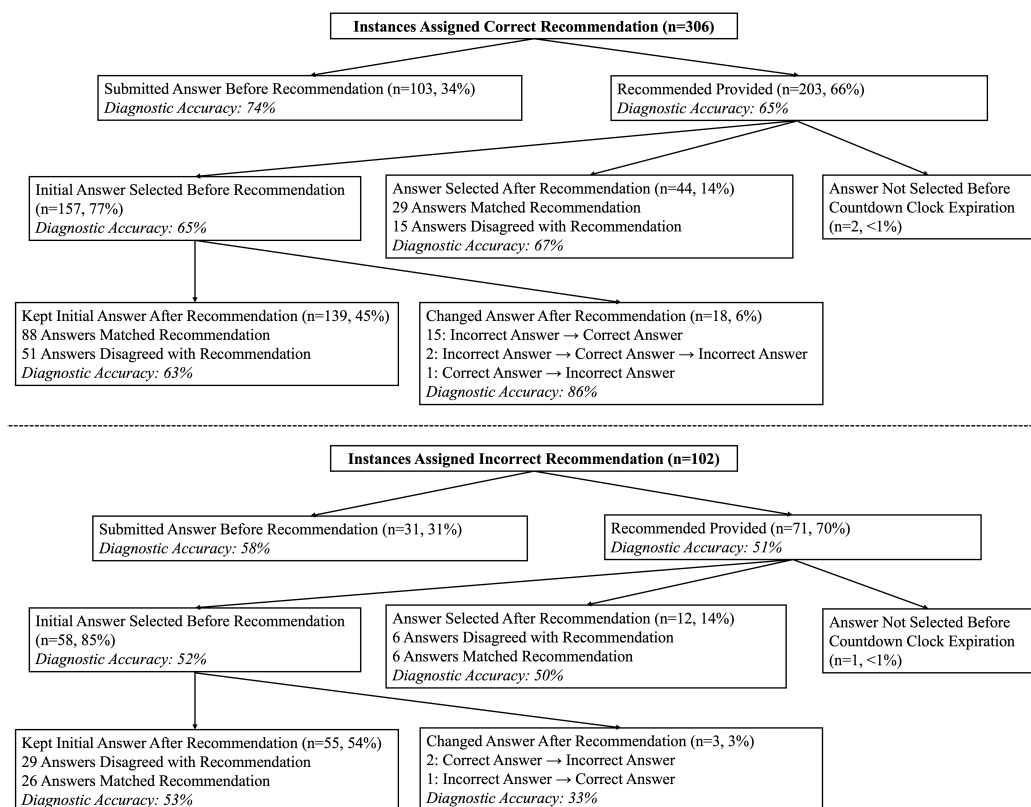 Instances Assigned Correct Recommendation (n=306)
Submitted Answer Before Recommendation (n=103, 34%)
Diagnostic Accuracy: 74%
Recommended Provided (n=203, 66%)
Diagnostic Accuracy: 65%
Initial Answer Selected Before Recommendation
(n=157, 77%)
Diagnostic Accuracy: 65%
Answer Selected After Recommendation (n=44, 14%)
29 Answers Matched Recommendation
15 Answers Disagreed with Recommendation
Diagnostic Accuracy: 67%
Answer Not Selected Before
Countdown Clock Expiration
(n=2, <1%)
Kept Initial Answer After Recommendation (n=139, 45%)
88 Answers Matched Recommendation
51 Answers Disagreed with Recommendation
Diagnostic Accuracy: 63%
Changed Answer After Recommendation (n=18, 6%)
15: Incorrect Answer → Correct Answer
2: Incorrect Answer → Correct Answer → Incorrect Answer
1: Correct Answer → Incorrect Answer
Diagnostic Accuracy: 86%
Instances Assigned Incorrect Recommendation (n=102)
Submitted Answer Before Recommendation (n=31, 31%)
Diagnostic Accuracy: 58%
Recommended Provided (n=71, 70%)
Diagnostic Accuracy: 51%
Initial Answer Selected Before Recommendation
(n=58, 85%)
Diagnostic Accuracy: 52%
Answer Selected After Recommendation (n=12, 14%)
6 Answers Disagreed with Recommendation
6 Answers Matched Recommendation
Diagnostic Accuracy: 50%
Answer Not Selected Before
Countdown Clock Expiration
(n=1, <1%)
Kept Initial Answer After Recommendation (n=55, 54%)
29 Answers Disagreed with Recommendation
26 Answers Matched Recommendation
Diagnostic Accuracy: 53%
Changed Answer After Recommendation (n=3, 3%)
2: Correct Answer → Incorrect Answer
1: Incorrect Answer → Correct Answer
Diagnostic Accuracy: 33%